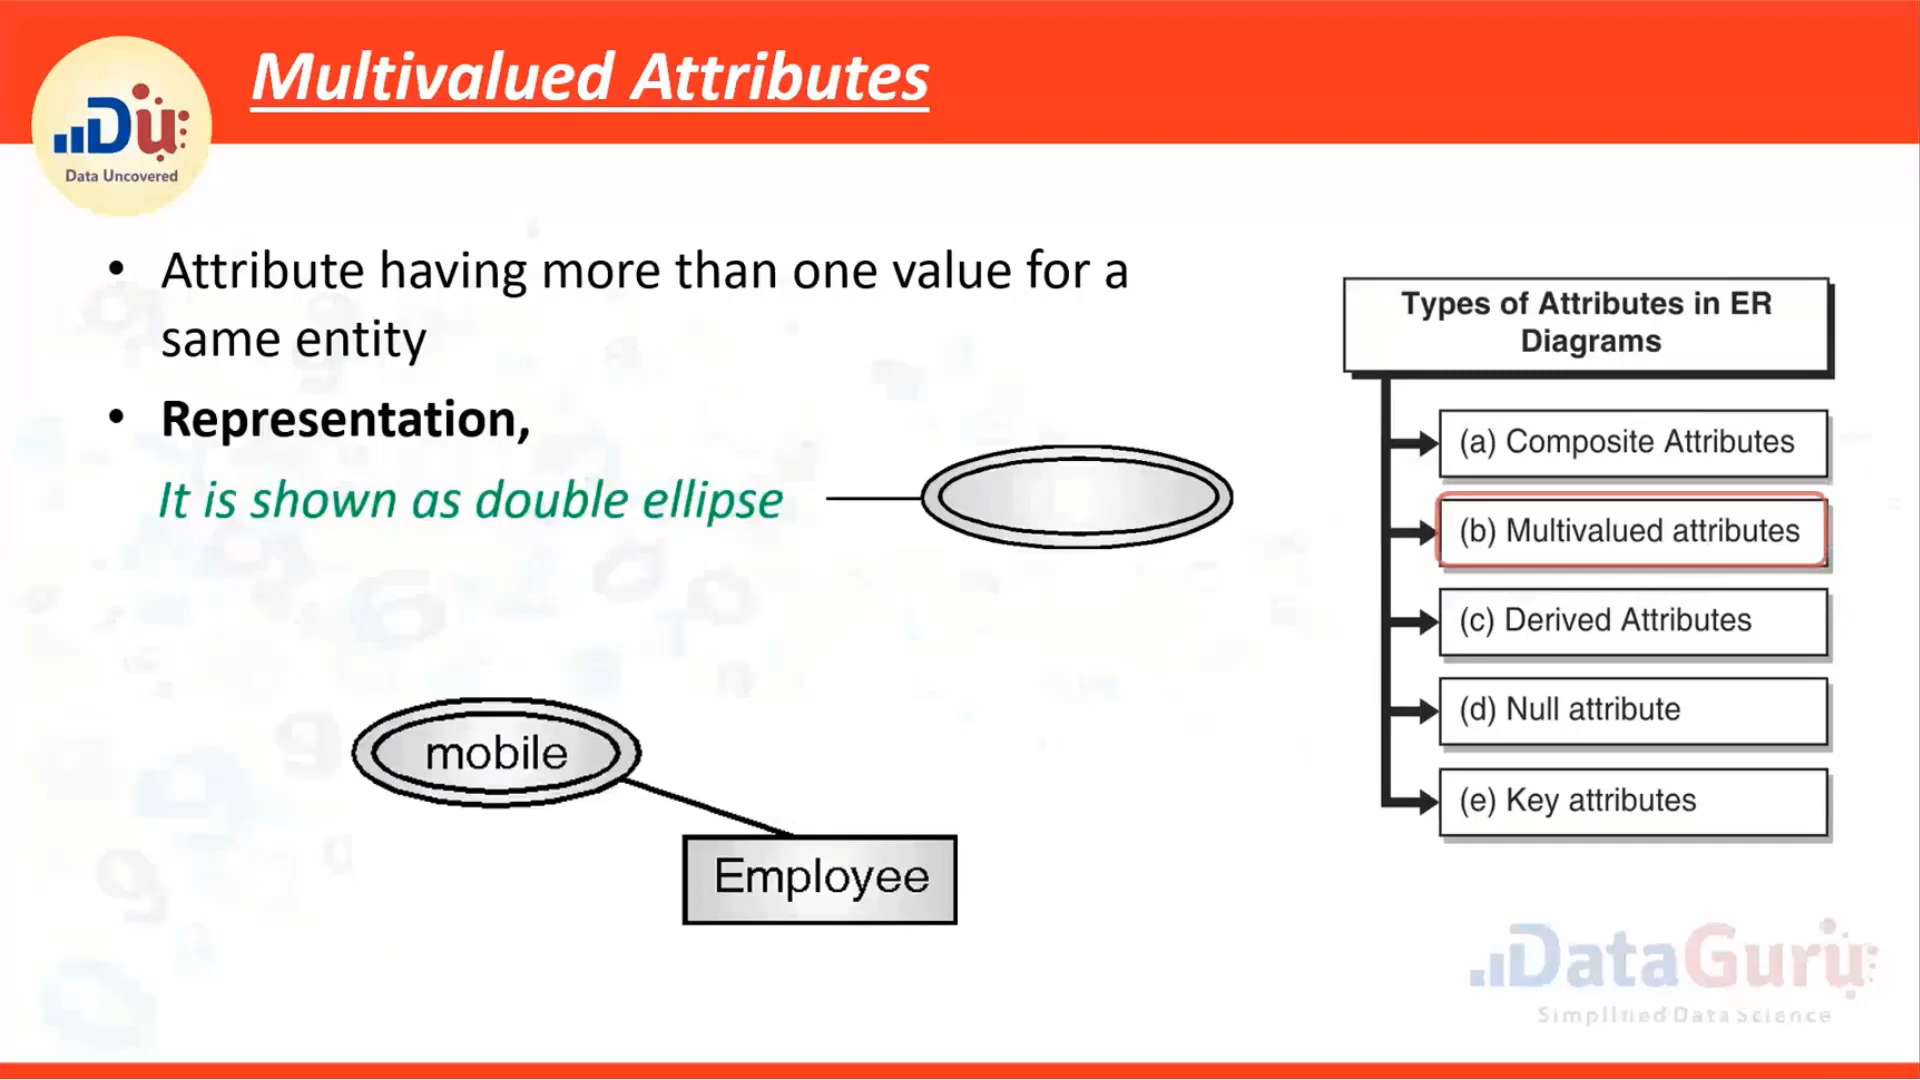 Multivalued Attributes
Du
Data Uncovered
• Attribute having more than one value for a
same entity
• Representation,
It is shown as double ellipse
mobile
Employee
Types of Attributes in ER
Diagrams
(a) Composite Attributes
(b) Multivalued attributes
(c) Derived Attributes
(d) Null attribute
(e) Key attributes
DataGuru
Simplified Data Science